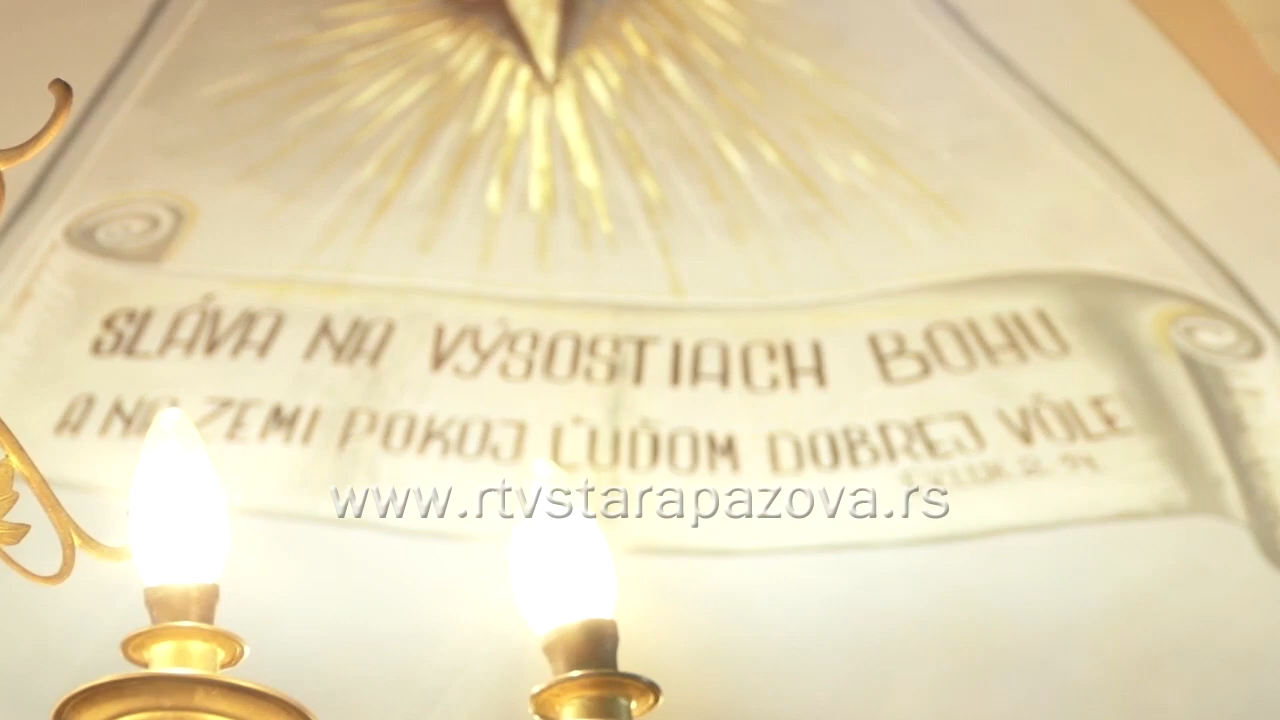 SLÁVA NA VÝSOSTIACH BOHU
A NA ZEMI POKOJ ĽUĎOM DOBREJ VÔLE
www.rtvstarapazova.rs